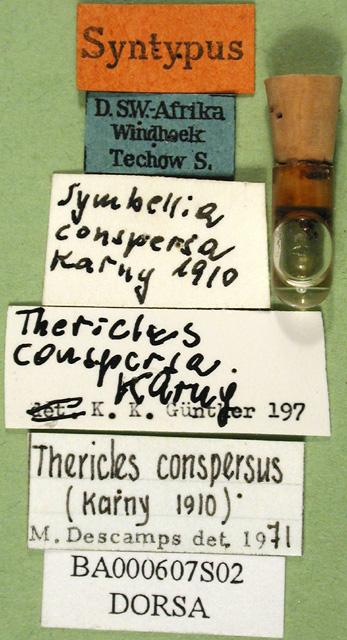 Syntypus
D. SW-Afrika
Windhoek
Techow S.
Symbellia
conspersa
Karny 1910
Thericles
conspersa.
Karny
det. K. K. Günther 197
Thericles conspersus
(Karny 1910).
M. Descamps det. 1971
BA000607S02
DORSA